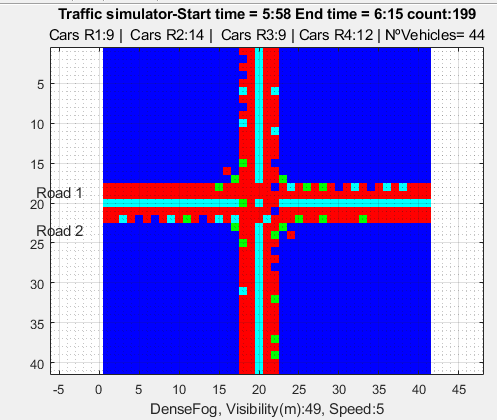 Traffic simulator-Start time = 5:58 End time = 6:15 count:199
Cars R1:9 | Cars R2:14 | Cars R3:9 | Cars R4:12 | NºVehicles= 44
5
10
15
Road 1
20
Road 2
25
30
35
40
-5 0 5 10 15 20 25 30 35 40 45
DenseFog, Visibility(m):49, Speed:5